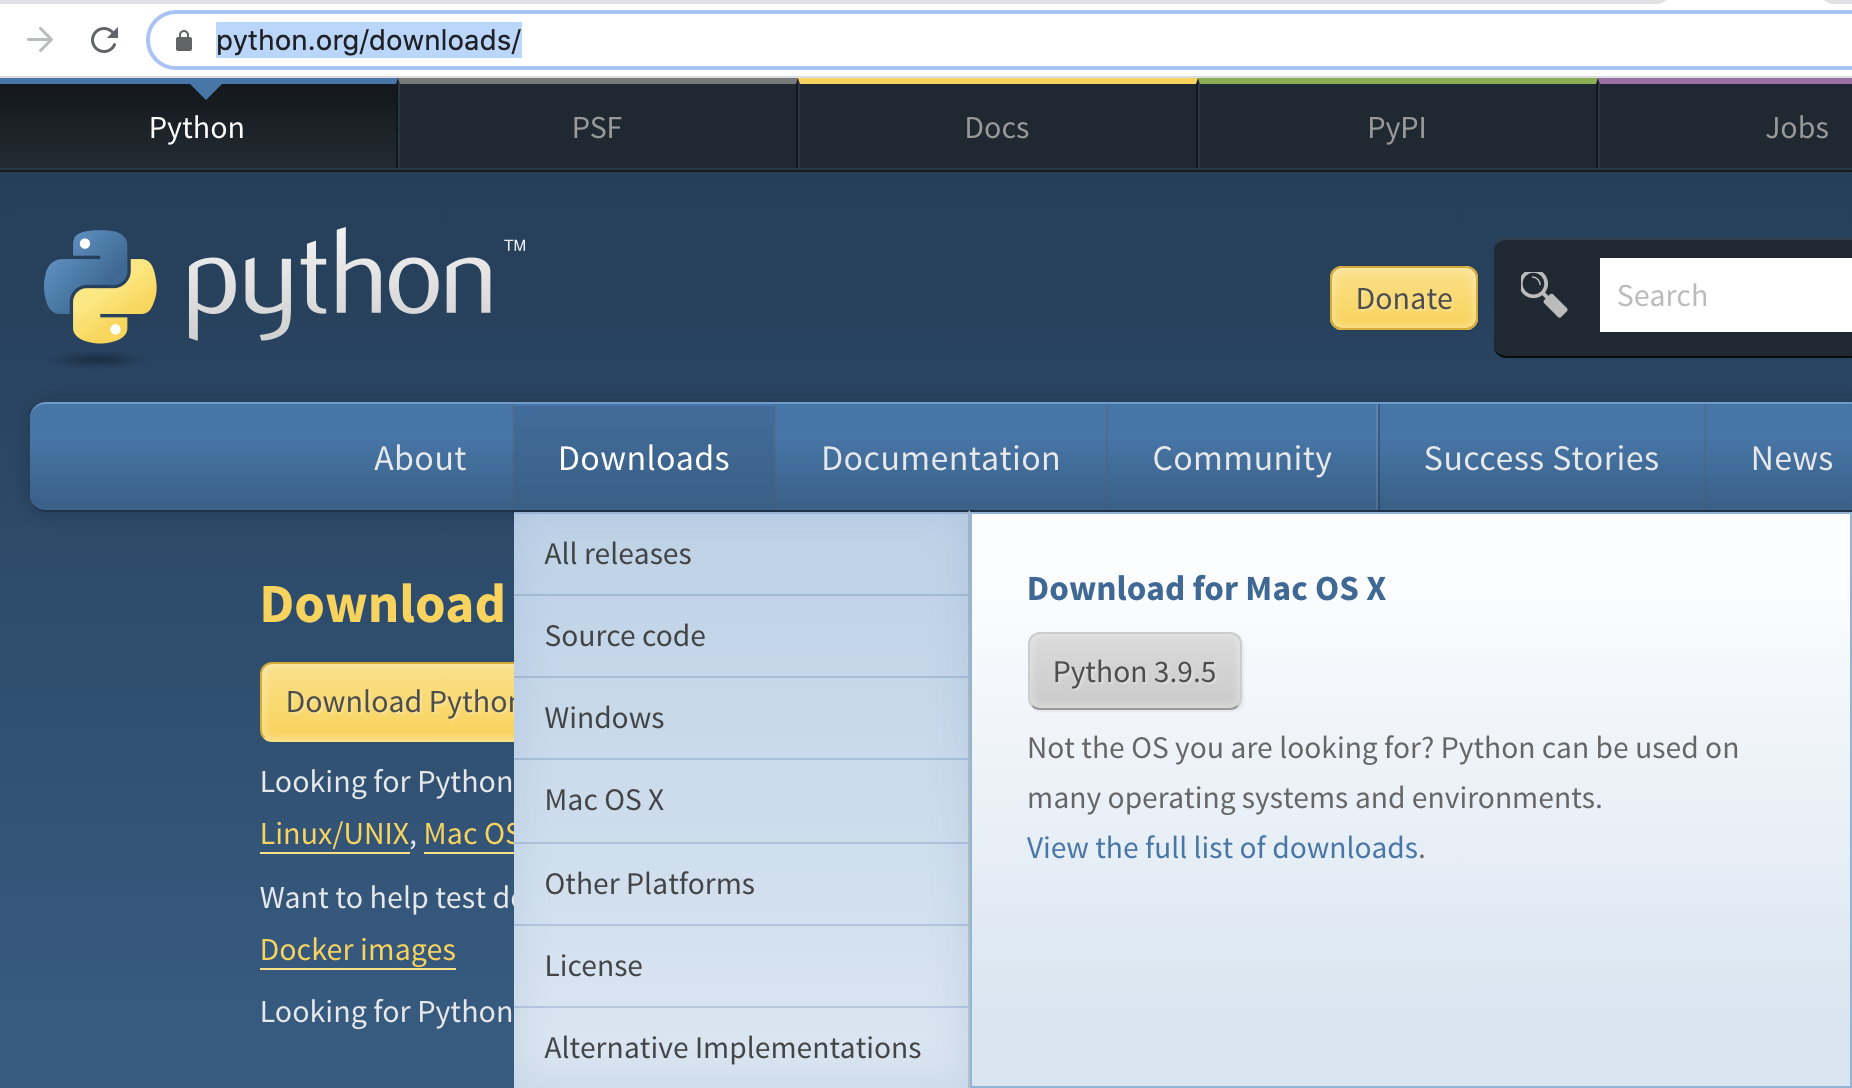 python.org/downloads/
Python PSF Docs PyPI Jobs
python™
Donate Search
About Downloads Documentation Community Success Stories News
All releases
Source code
Windows
Mac OS X
Other Platforms
License
Alternative Implementations
Download for Mac OS X
Python 3.9.5
Not the OS you are looking for? Python can be used on
many operating systems and environments.
View the full list of downloads.
Download
Download Python
Looking for Python
Linux/UNIX, Mac OS
Want to help test
Docker images
Looking for Python